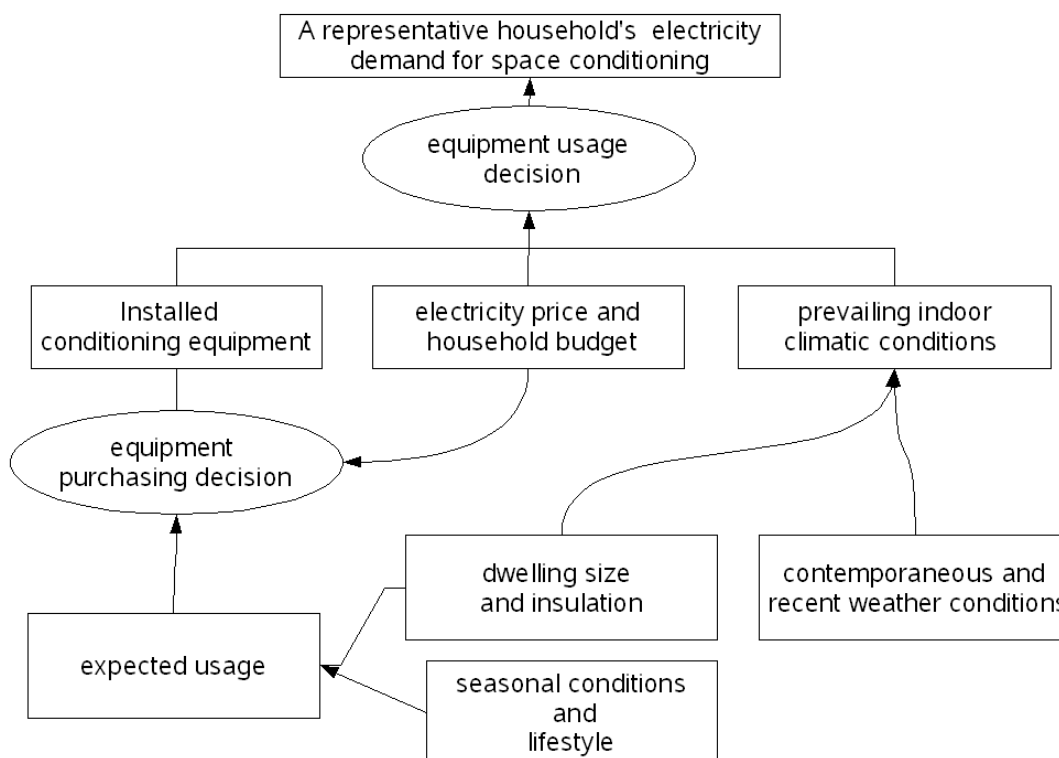 A representative household's electricity
demand for space conditioning
equipment usage
decision
Installed
conditioning equipment
electricity price and
household budget
prevailing indoor
climatic conditions
equipment
purchasing decision
dwelling size
and insulation
contemporaneous and
recent weather conditions
expected usage
seasonal conditions
and
lifestyle